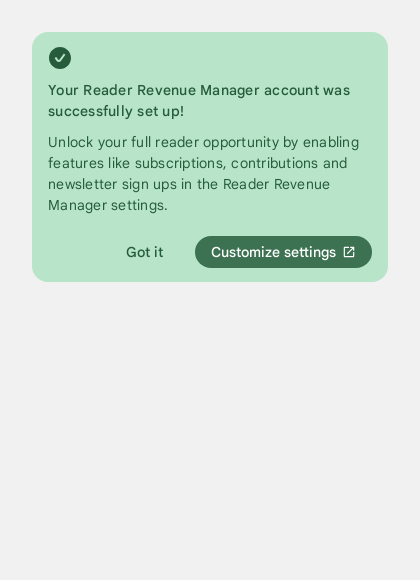 Your Reader Revenue Manager account was
successfully set up!
Unlock your full reader opportunity by enabling
features like subscriptions, contributions and
newsletter sign ups in the Reader Revenue
Manager settings.
Got it
Customize settings